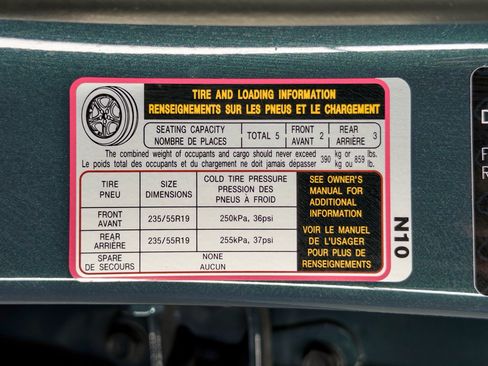 TIRE AND LOADING INFORMATION
RENSEIGNEMENTS SUR LES PNEUS ET LE CHARGEMENT
SEATING CAPACITY
NOMBRE DE PLACES
TOTAL 5
FRONT
AVANT 2
REAR
ARRIÈRE 3
The combined weight of occupants and cargo should never exceed
Le poids total des occupants et du chargement ne doit jamais dépasser
390 kg or 859 lbs.
kg ou lb.
TIRE
PNEU
SIZE
DIMENSIONS
COLD TIRE PRESSURE
PRESSION DES
PNEUS À FROID
FRONT
AVANT
235/55R19
250kPa, 36psi
REAR
ARRIÈRE
235/55R19
255kPa, 37psi
SPARE
DE SECOURS
NONE
AUCUN
SEE OWNER'S
MANUAL FOR
ADDITIONAL
INFORMATION
VOIR LE MANUEL
DE L'USAGER
POUR PLUS DE
RENSEIGNEMENTS
N10
D
F
R